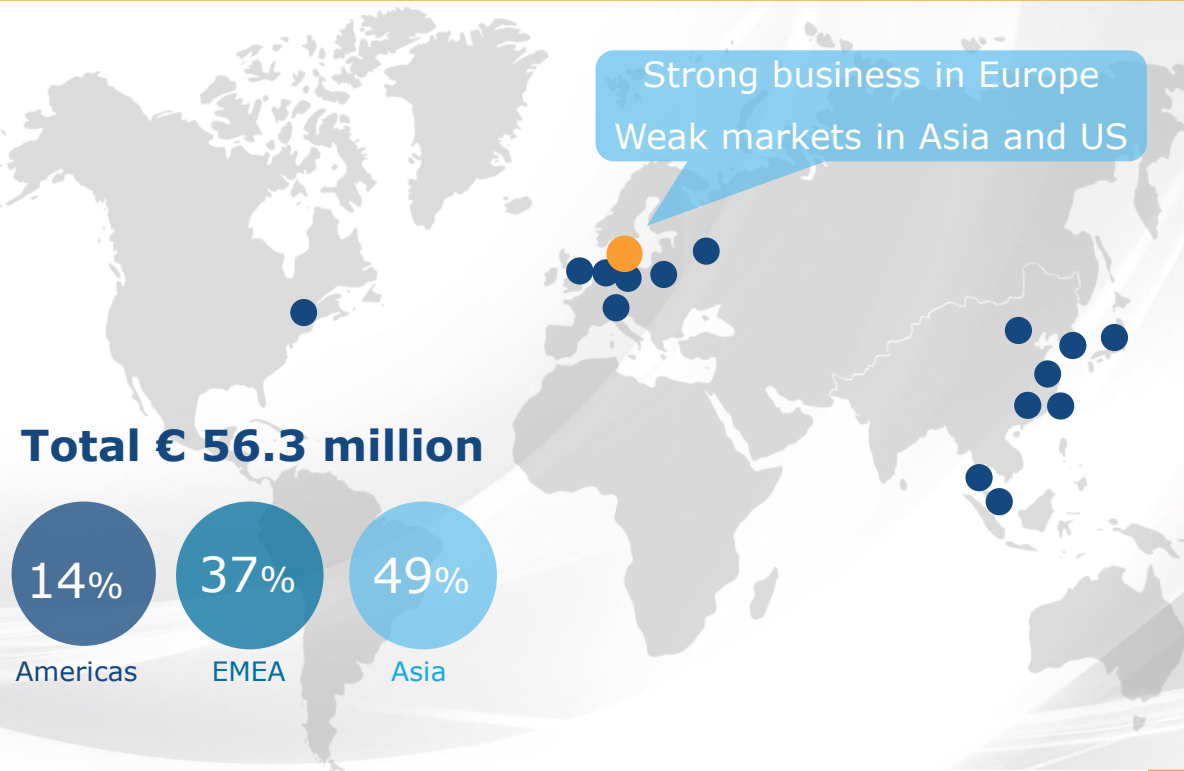 Strong business in Europe
Weak markets in Asia and US
Total € 56.3 million
14%
37%
49%
Americas
EMEA
Asia